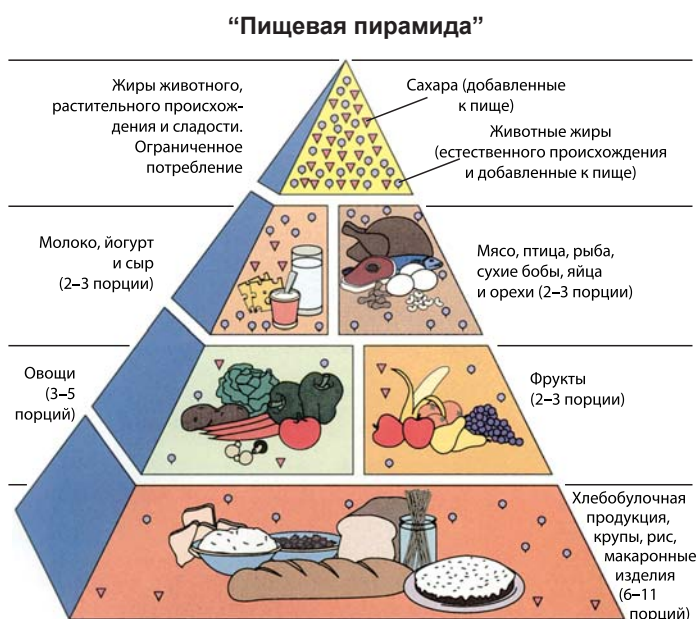 “Пищевая пирамида”
Жиры животного,
растительного происхож-
дения и сладости.
Ограниченное
потребление
Сахара (добавленные
к пище)
Животные жиры
(естественного происхождения
и добавленные к пище)
Молоко, йогурт
и сыр
(2–3 порции)
Мясо, птица, рыба,
сухие бобы, яйца
и орехи (2–3 порции)
Овощи
(3–5
порций)
Фрукты
(2–3 порции)
Хлебобулочная
продукция,
крупы, рис,
макаронные
изделия
(6–11
порций)